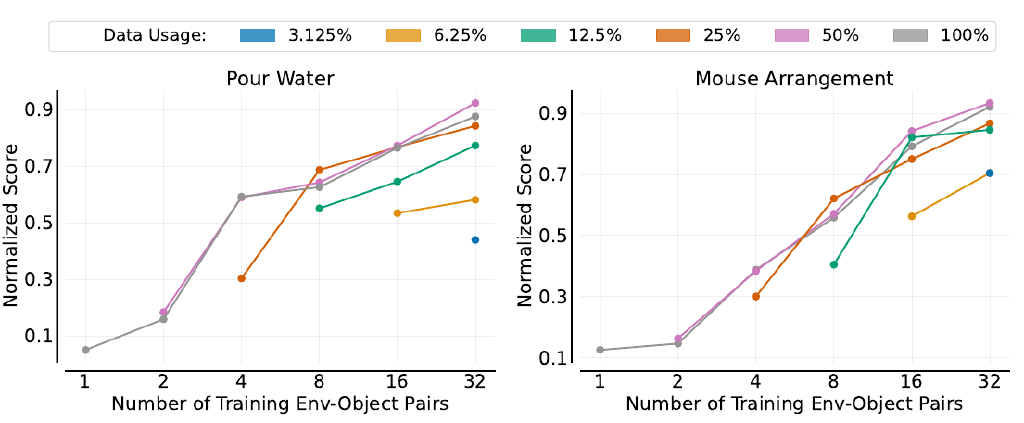 Data Usage: 3.125% 6.25% 12.5% 25% 50% 100%
Pour Water
Normalized Score
0.9
0.7
0.5
0.3
0.1
1 2 4 8 16 32
Number of Training Env-Object Pairs
Mouse Arrangement
Normalized Score
0.9
0.7
0.5
0.3
0.1
1 2 4 8 16 32
Number of Training Env-Object Pairs